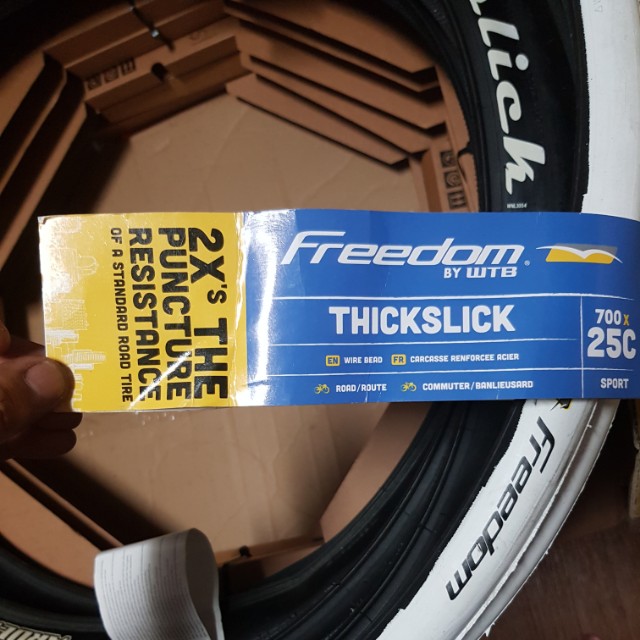 slick
2X's THE
PUNCTURE
RESISTANCE
OF A STANDARD ROAD TIRE
Freedom®
BY WTB
THICKSLICK
EN WIRE BEAD FR CARCASSE RENFORCEE ACIER
ROAD/ROUTE COMMUTER/BANLIEUSARD
700 X
25C
SPORT
Freedom